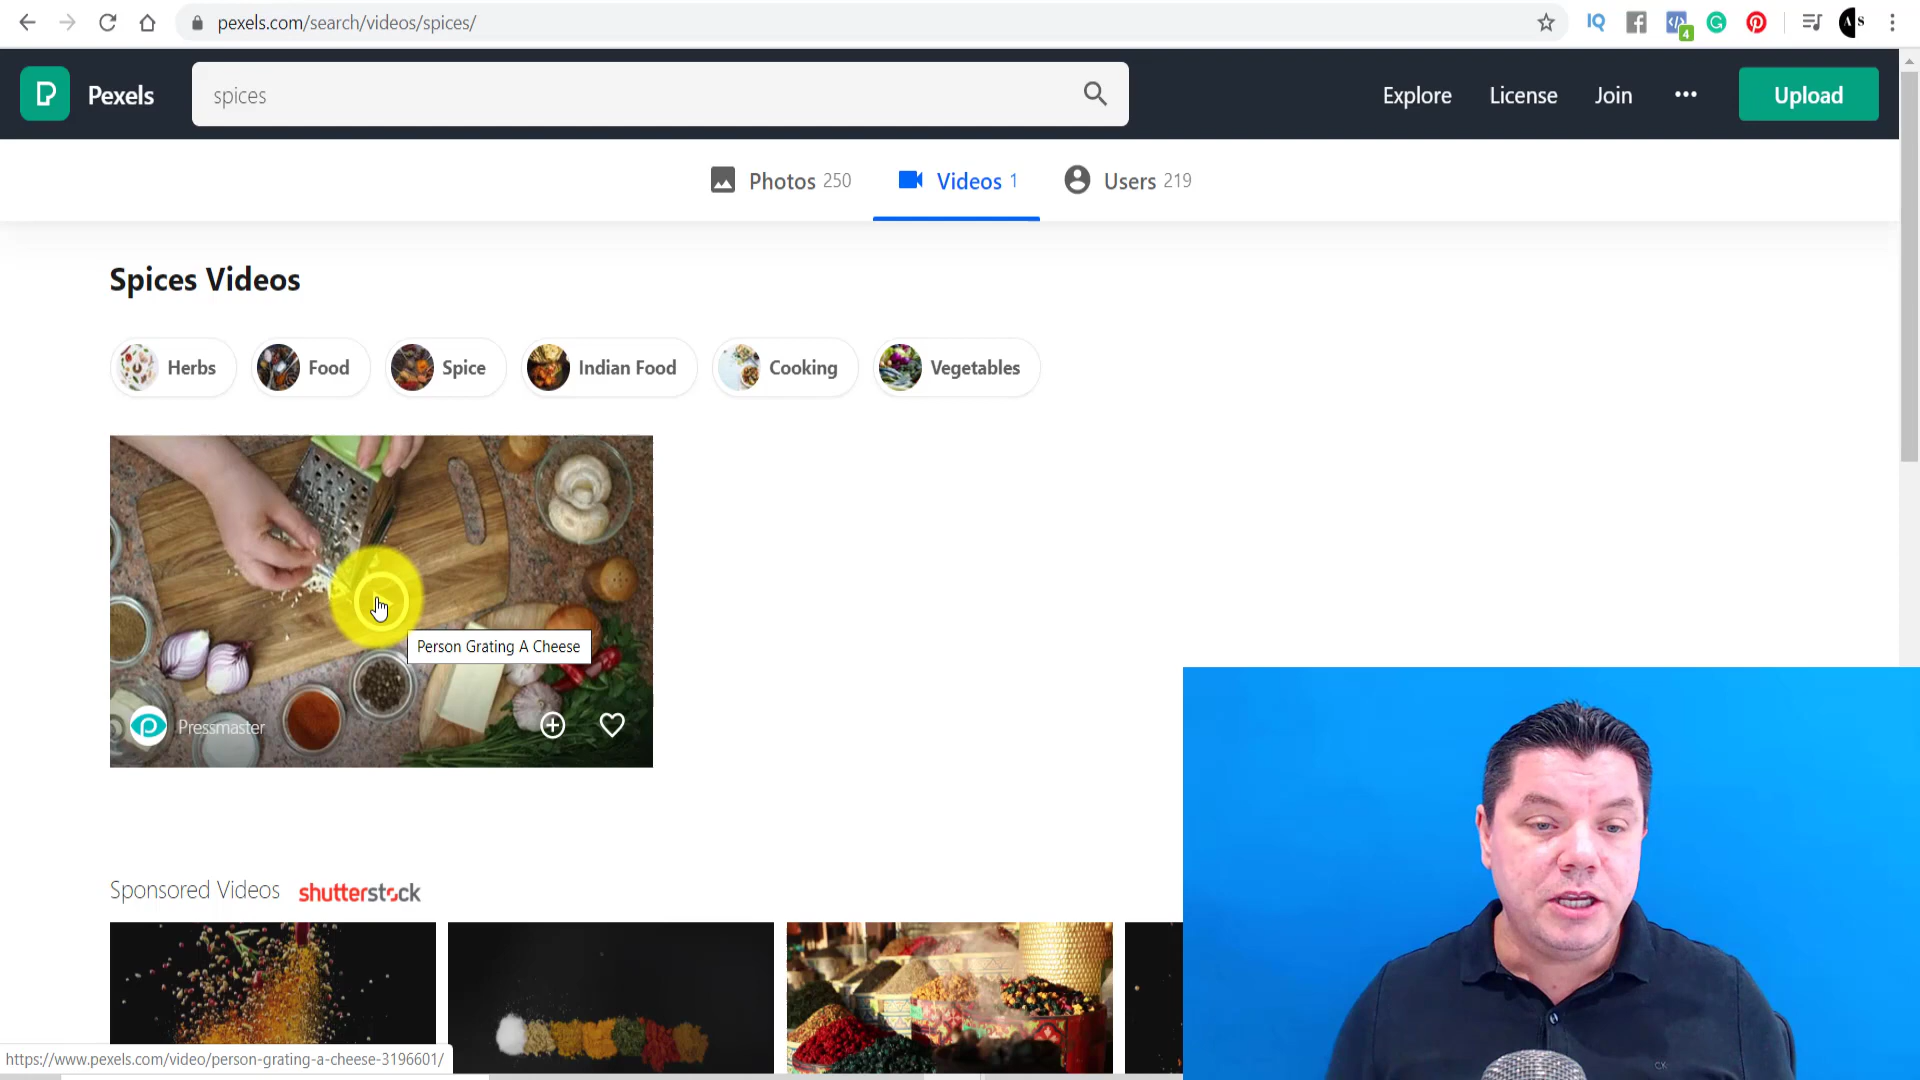 pexels.com/search/videos/spices/
IQ
4
A S
Pexels
spices
Explore
License
Join
Upload
Photos 250
Videos 1
Users 219
Spices Videos
Herbs
Food
Spice
Indian Food
Cooking
Vegetables
Person Grating A Cheese
Pressmaster
Sponsored Videos shutterstock
https://www.pexels.com/video/person-grating-a-cheese-3196601/